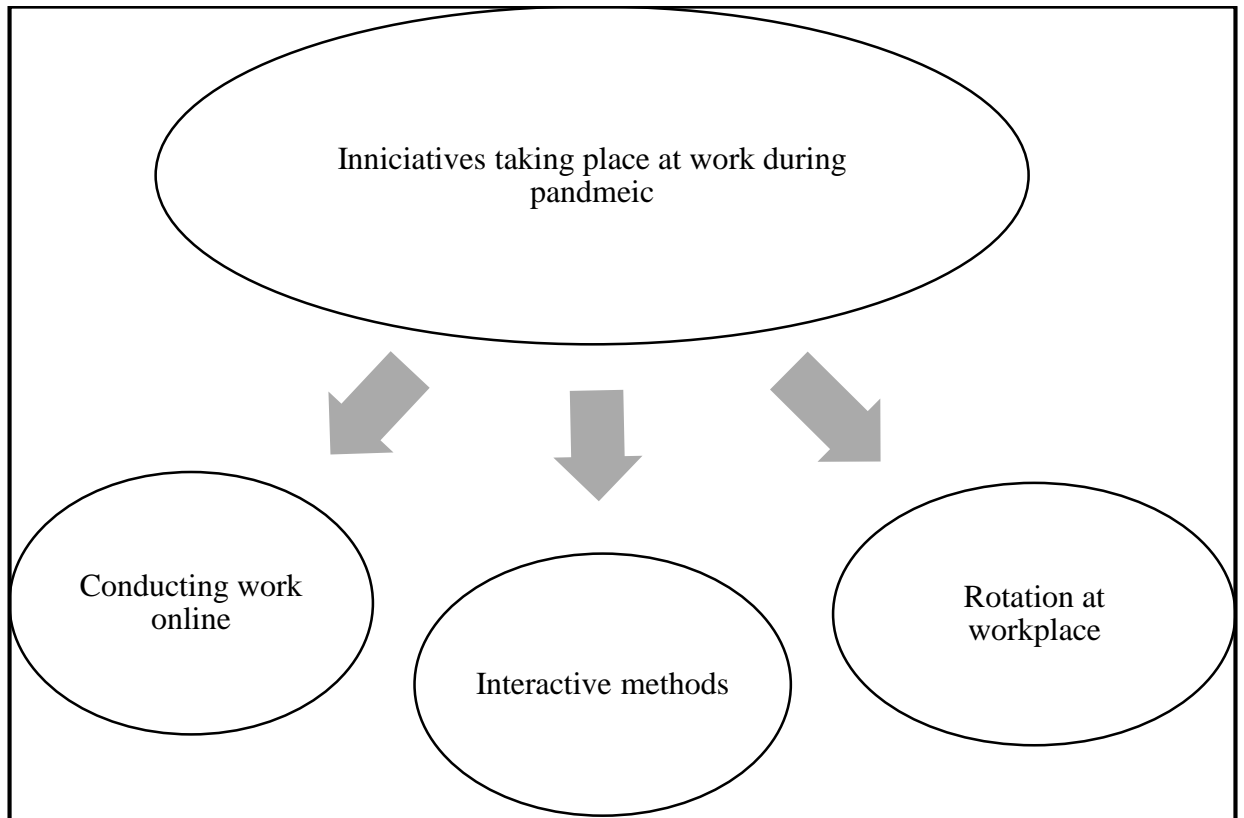 Inniciatives taking place at work during
pandmeic
Conducting work
online
Interactive methods
Rotation at
workplace